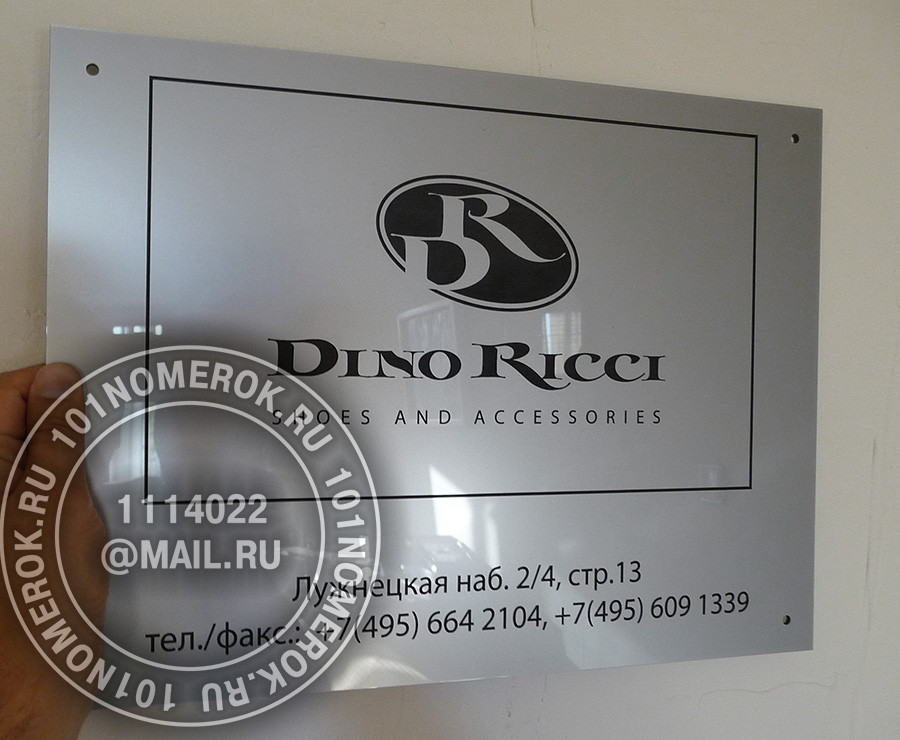 DR
DINO RICCI
SHOES AND ACCESSORIES
Лужнецкая наб. 2/4, стр.13
тел./факс.: +7(495) 664 2104, +7(495) 609 1339
101NOMEROK.RU 101NOMEROK.RU 101NOMEROK.RU
1114022
@MAIL.RU